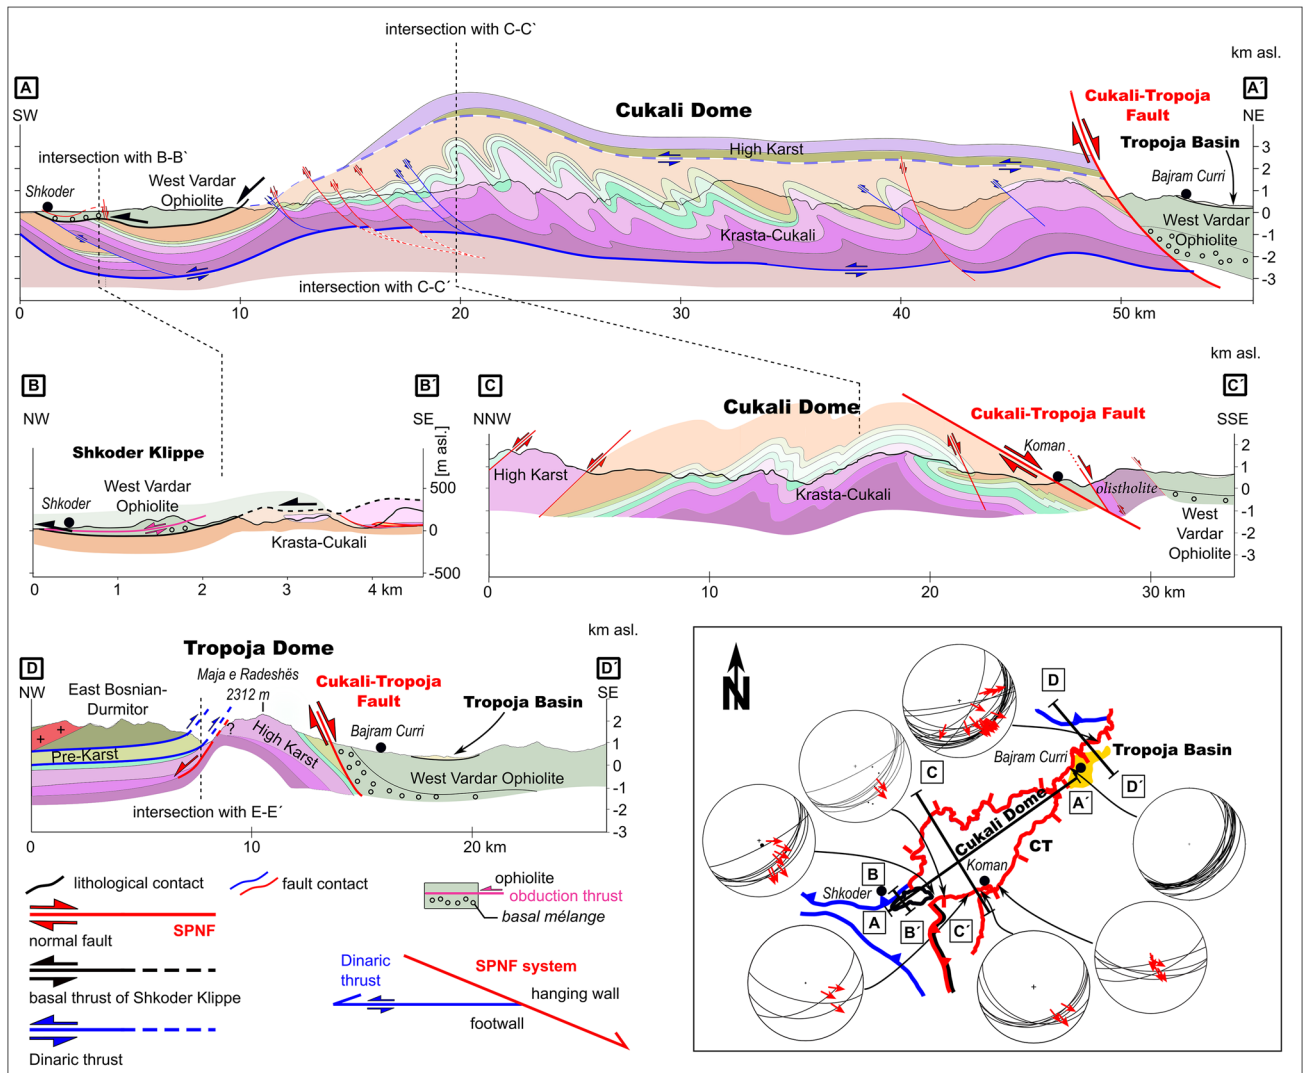 intersection with C-C`
km asl.
A
A´
SW
NE
Cukali Dome
Cukali-Tropoja
Fault
Tropoja Basin
intersection with B-B`
High Karst
Bajram Curri
Shkoder
West Vardar
Ophiolite
West Vardar
Ophiolite
Krasta-Cukali
intersection with C-C´
3
2
1
0
-1
-2
-3
0
10
20
30
40
50 km
km asl.
B
B´
C
C´
NW
SE
NNW
SSE
Shkoder Klippe
[m asl.]
West Vardar
Ophiolite
Shkoder
Krasta-Cukali
500
0
-500
0
1
2
3
4 km
Cukali Dome
Cukali-Tropoja Fault
Koman
High Karst
Krasta-Cukali
olistholite
West
Vardar
Ophiolite
2
1
0
-1
-2
-3
0
10
20
30 km
km asl.
D
D´
NW
SE
Tropoja Dome
East Bosnian-
Durmitor
Maja e Radeshës
2312 m
Cukali-Tropoja
Fault
Tropoja Basin
Bajram Curri
Pre-Karst
?
High Karst
West Vardar Ophiolite
intersection with E-E´
2
1
0
-1
-2
-3
0
10
20 km
lithological contact
fault contact
ophiolite
obduction thrust
basal mélange
SPNF
normal fault
basal thrust of Shkoder Klippe
Dinaric thrust
Dinaric
thrust
SPNF system
hanging wall
footwall
N
D
Bajram Curri
Tropoja Basin
C
D´
A´
Cukali Dome
CT
Koman
B
Shkoder
A
B´
C´